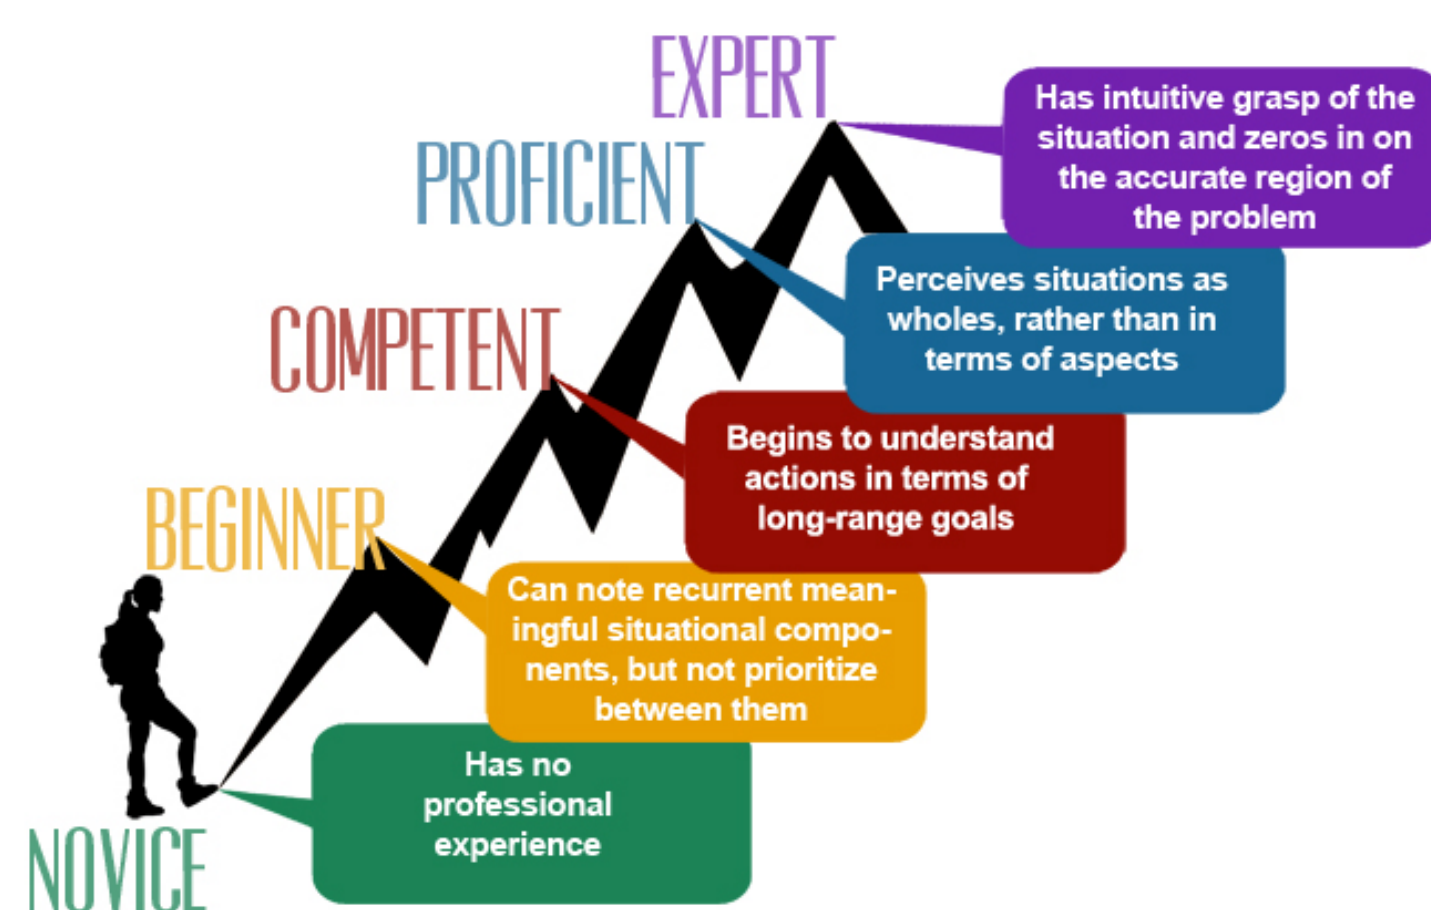 EXPERT
Has intuitive grasp of the
situation and zeros in on
the accurate region of
the problem
PROFICIENT
Perceives situations as
wholes, rather than in
terms of aspects
COMPETENT
Begins to understand
actions in terms of
long-range goals
BEGINNER
Can note recurrent mean-
ingful situational compo-
nents, but not prioritize
between them
NOVICE
Has no
professional
experience